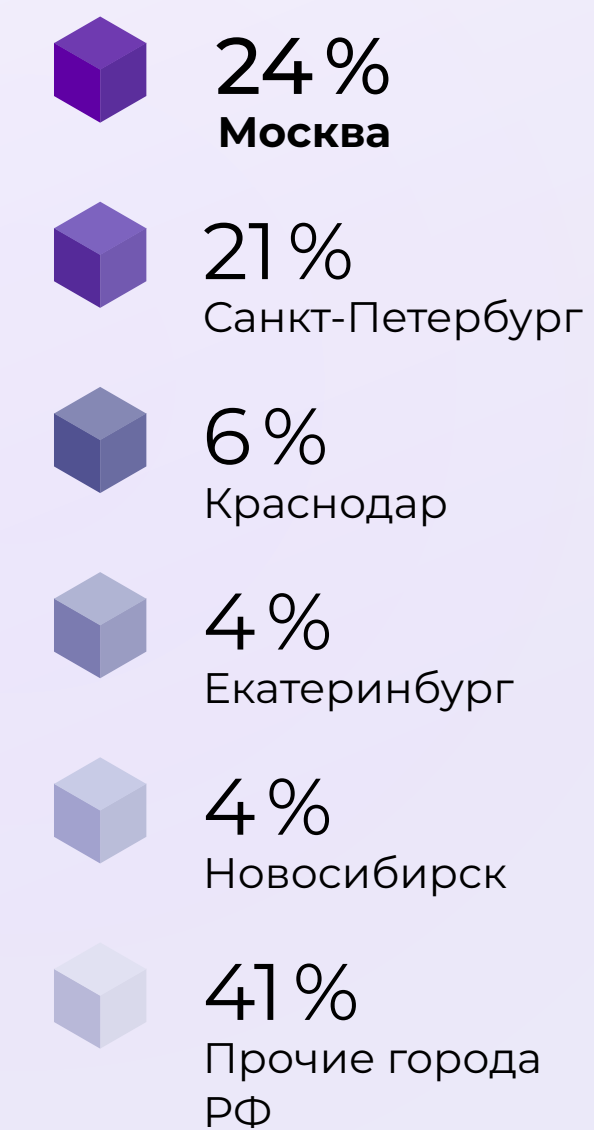 24 %
Москва
21 %
Санкт-Петербург
6 %
Краснодар
4 %
Екатеринбург
4 %
Новосибирск
41 %
Прочие города
РФ